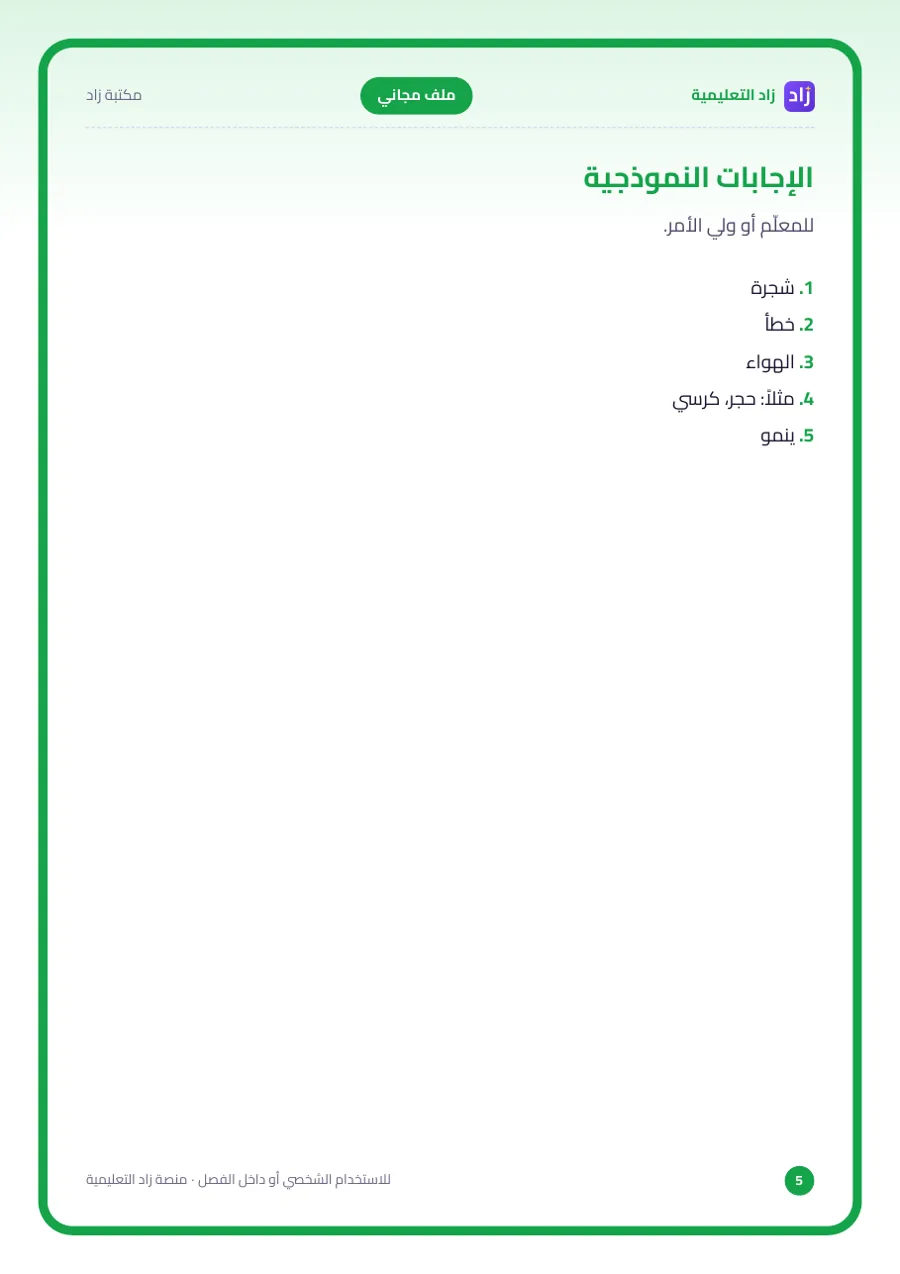 زاد زاد التعليمية
ملف مجاني
مكتبة زاد
الإجابات النموذجية
للمعلّم أو ولي الأمر.
1. شجرة
2. خطأ
3. الهواء
4. مثلاً: حجر، كرسي
5. ينمو
5
للاستخدام الشخصي أو داخل الفصل · منصة زاد التعليمية